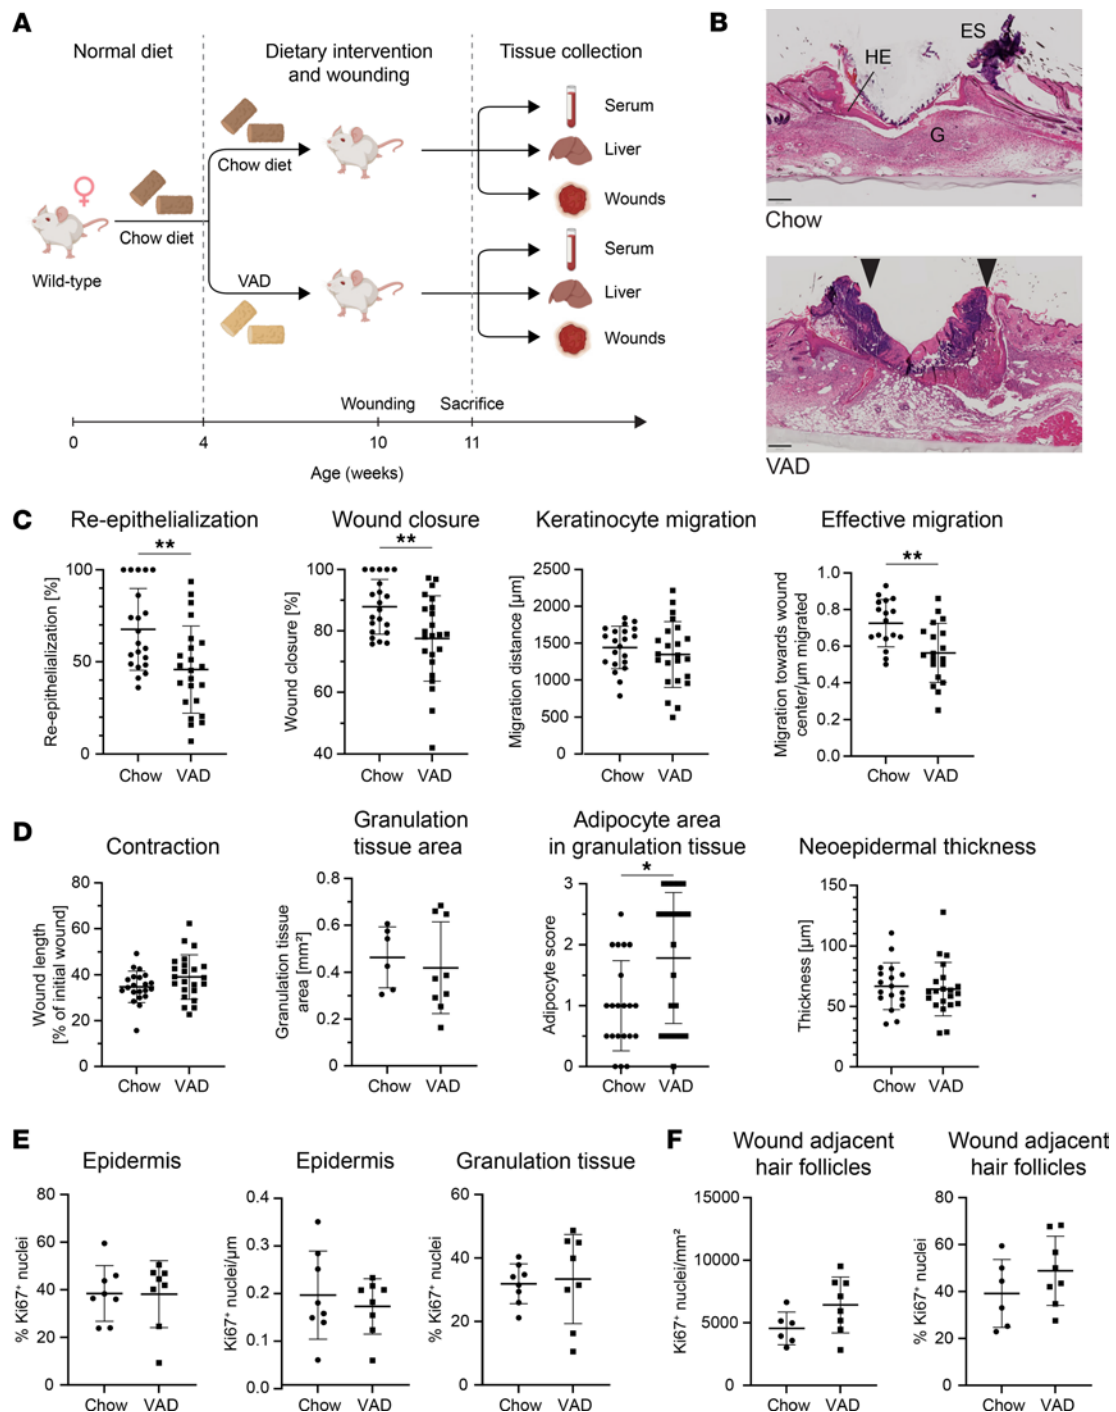 A
Normal diet
Dietary intervention
and wounding
Tissue collection
Chow diet
Chow diet
VAD
Wild-type
Serum
Liver
Wounds
Serum
Liver
Wounds
Wounding
Sacrifice
0
4
10
11
Age (weeks)
B
HE
ES
G
Chow
VAD
C
Re-epithelialization
**
Re-epithelialization [%]
100
50
0
Chow
VAD
Wound closure
**
Wound closure [%]
100
80
60
40
Chow
VAD
Keratinocyte migration
Migration distance [µm]
2500
2000
1500
1000
500
0
Chow
VAD
Effective migration
**
Migration towards wound
center/µm migrated
1.0
0.8
0.6
0.4
0.2
0.0
Chow
VAD
D
Contraction
Wound length
[% of initial wound]
80
60
40
20
0
Chow
VAD
Granulation
tissue area
Granulation tissue
area [mm²]
0.8
0.6
0.4
0.2
0
Chow
VAD
Adipocyte area
in granulation tissue
*
Adipocyte score
3
2
1
0
Chow
VAD
Neoepidermal thickness
Thickness [µm]
150
100
50
0
Chow
VAD
E
Epidermis
% Ki67⁺ nuclei
80
60
40
20
0
Chow
VAD
Epidermis
Ki67⁺ nuclei/µm
0.4
0.3
0.2
0.1
0.0
Chow
VAD
Granulation tissue
% Ki67⁺ nuclei
60
40
20
0
Chow
VAD
F
Wound adjacent
hair follicles
Ki67⁺ nuclei/mm²
15000
10000
5000
0
Chow
VAD
Wound adjacent
hair follicles
% Ki67⁺ nuclei
80
60
40
20
0
Chow
VAD